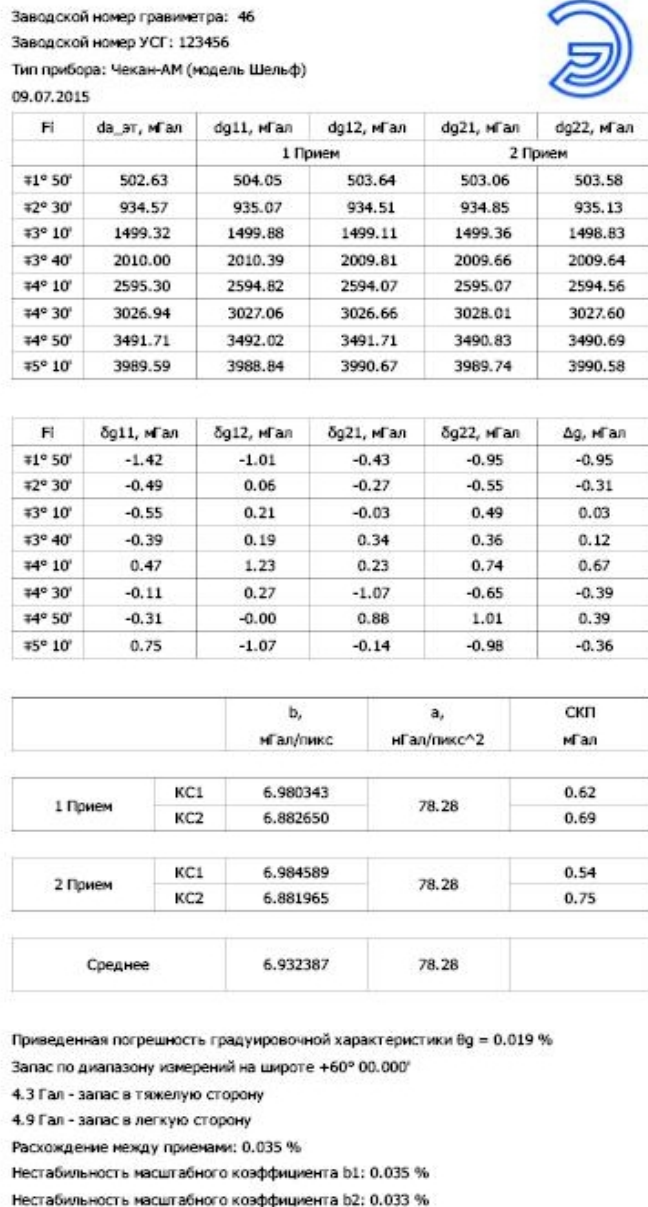 Заводской номер гравиметра: 46
Заводской номер УСГ: 123456
Тип прибора: Чекан-АМ (модель Шельф)
09.07.2015
Fi da_эт, мГал dg11, мГал dg12, мГал dg21, мГал dg22, мГал
1 Прием 2 Прием
∓1° 50' 502.63 504.05 503.64 503.06 503.58
∓2° 30' 934.57 935.07 934.51 934.85 935.13
∓3° 10' 1499.32 1499.88 1499.11 1499.36 1498.83
∓3° 40' 2010.00 2010.39 2009.81 2009.66 2009.64
∓4° 10' 2595.30 2594.82 2594.07 2595.07 2594.56
∓4° 30' 3026.94 3027.06 3026.66 3028.01 3027.60
∓4° 50' 3491.71 3492.02 3491.71 3490.83 3490.69
∓5° 10' 3989.59 3988.84 3990.67 3989.74 3990.58
Fi δg11, мГал δg12, мГал δg21, мГал δg22, мГал Δg, мГал
∓1° 50' -1.42 -1.01 -0.43 -0.95 -0.95
∓2° 30' -0.49 0.06 -0.27 -0.55 -0.31
∓3° 10' -0.55 0.21 -0.03 0.49 0.03
∓3° 40' -0.39 0.19 0.34 0.36 0.12
∓4° 10' 0.47 1.23 0.23 0.74 0.67
∓4° 30' -0.11 0.27 -1.07 -0.65 -0.39
∓4° 50' -0.31 -0.00 0.88 1.01 0.39
∓5° 10' 0.75 -1.07 -0.14 -0.98 -0.36
b, a, СКП
мГал/пикс нГал/пикс^2 мГал
1 Прием КС1 6.980343 78.28 0.62
КС2 6.882650 0.69
2 Прием КС1 6.984589 78.28 0.54
КС2 6.881965 0.75
Среднее 6.932387 78.28
Приведенная погрешность градуировочной характеристики θg = 0.019 %
Запас по диапазону измерений на широте +60° 00.000'
4.3 Гал - запас в тяжелую сторону
4.9 Гал - запас в легкую сторону
Расхождение между приемами: 0.035 %
Нестабильность масштабного коэффициента b1: 0.035 %
Нестабильность масштабного коэффициента b2: 0.033 %